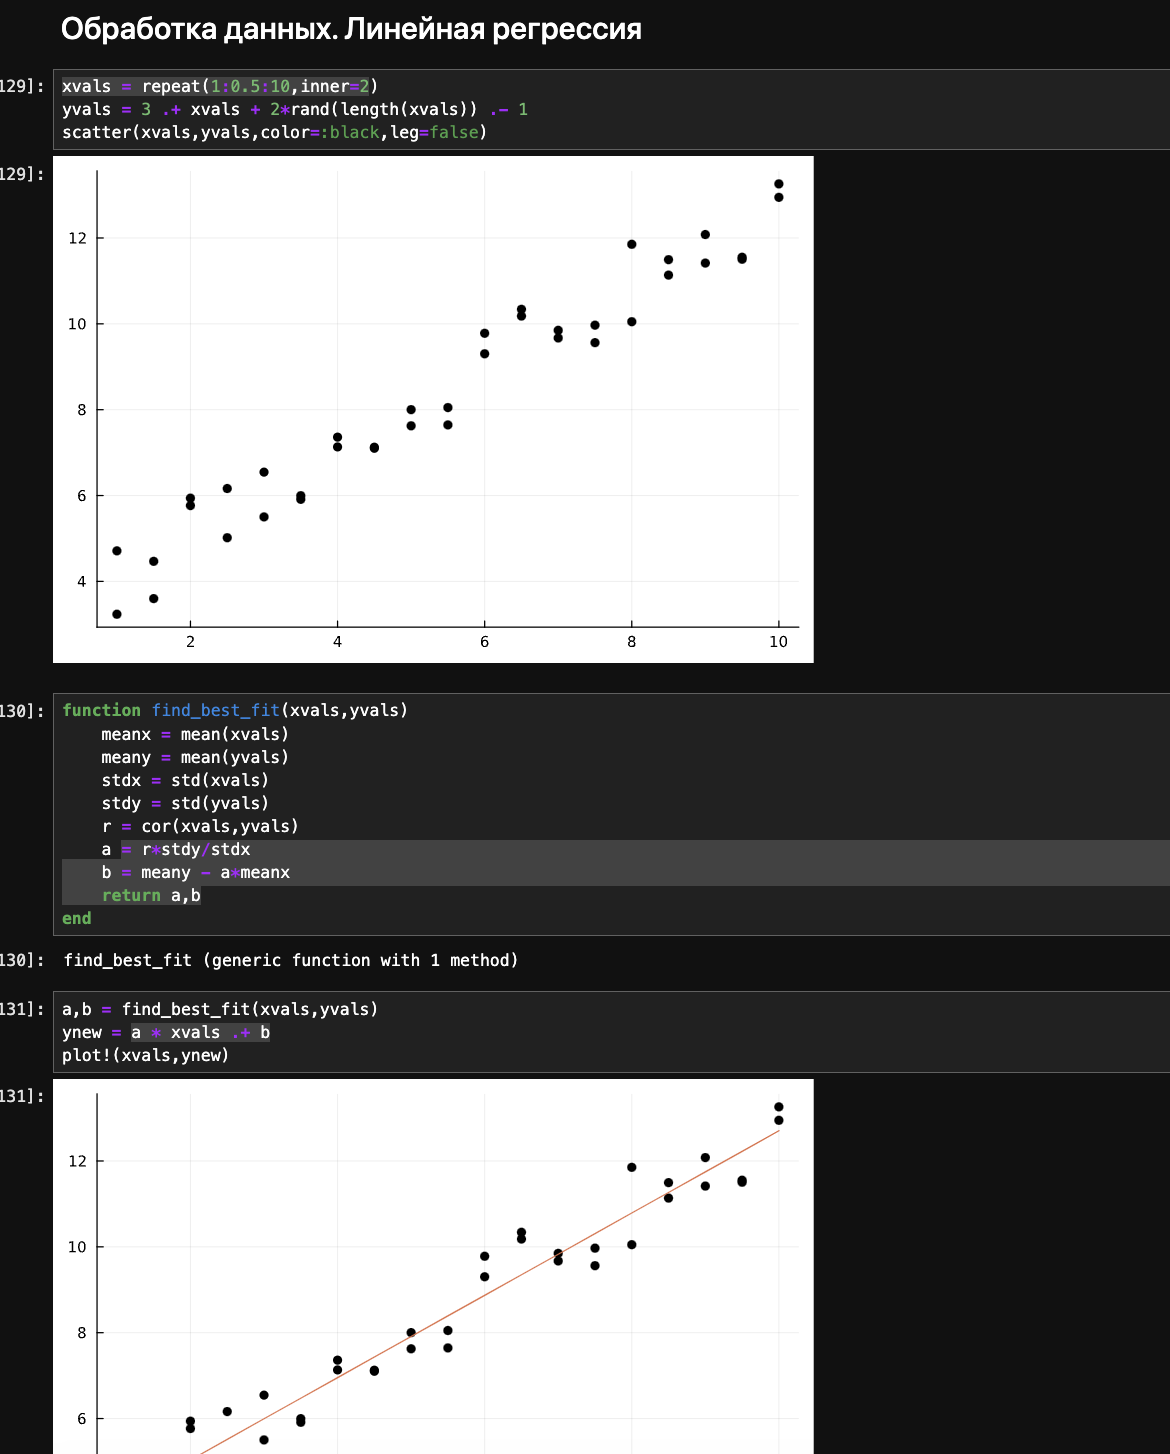 Обработка данных. Линейная регрессия
129]:
xvals = repeat(1:0.5:10,inner=2)
yvals = 3 .+ xvals + 2*rand(length(xvals)) .- 1
scatter(xvals,yvals,color=:black,leg=false)
129]:
12
10
8
6
4
2 4 6 8 10
130]:
function find_best_fit(xvals,yvals)
    meanx = mean(xvals)
    meany = mean(yvals)
    stdx = std(xvals)
    stdy = std(yvals)
    r = cor(xvals,yvals)
    a = r*stdy/stdx
    b = meany - a*meanx
    return a,b
end
130]: find_best_fit (generic function with 1 method)
131]:
a,b = find_best_fit(xvals,yvals)
ynew = a * xvals .+ b
plot!(xvals,ynew)
131]:
12
10
8
6